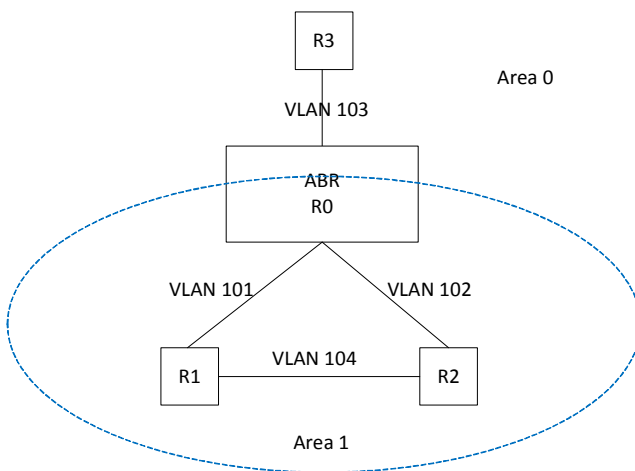 R3
Area 0
VLAN 103
ABR
R0
VLAN 101
VLAN 102
VLAN 104
R1
R2
Area 1